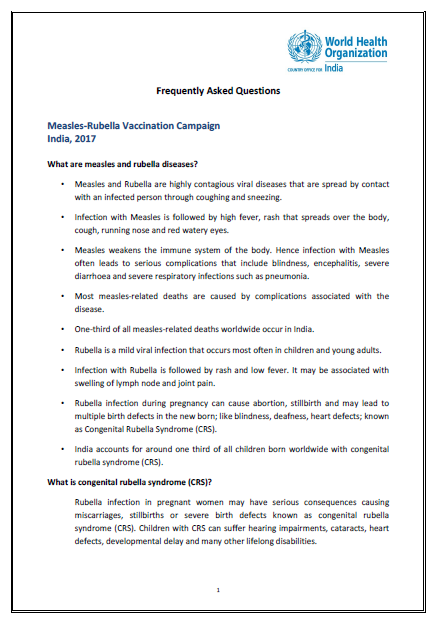 World Health
Organization
COUNTRY OFFICE FOR India
Frequently Asked Questions
Measles-Rubella Vaccination Campaign
India, 2017
What are measles and rubella diseases?
• Measles and Rubella are highly contagious viral diseases that are spread by contact
with an infected person through coughing and sneezing.
• Infection with Measles is followed by high fever, rash that spreads over the body,
cough, running nose and red watery eyes.
• Measles weakens the immune system of the body. Hence infection with Measles
often leads to serious complications that include blindness, encephalitis, severe
diarrhoea and severe respiratory infections such as pneumonia.
• Most measles-related deaths are caused by complications associated with the
disease.
• One-third of all measles-related deaths worldwide occur in India.
• Rubella is a mild viral infection that occurs most often in children and young adults.
• Infection with Rubella is followed by rash and low fever. It may be associated with
swelling of lymph node and joint pain.
• Rubella infection during pregnancy can cause abortion, stillbirth and may lead to
multiple birth defects in the new born; like blindness, deafness, heart defects; known
as Congenital Rubella Syndrome (CRS).
• India accounts for around one third of all children born worldwide with congenital
rubella syndrome (CRS).
What is congenital rubella syndrome (CRS)?
Rubella infection in pregnant women may have serious consequences causing
miscarriages, stillbirths or severe birth defects known as congenital rubella
syndrome (CRS). Children with CRS can suffer hearing impairments, cataracts, heart
defects, developmental delay and many other lifelong disabilities.
1